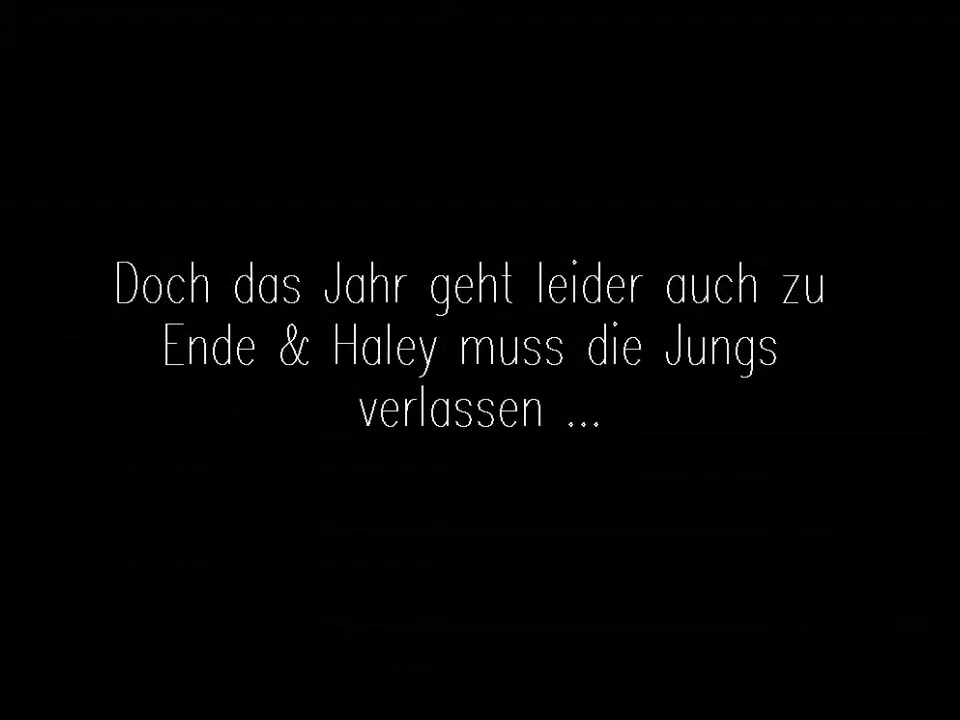 Doch das Jahr geht leider auch zu
Ende & Haley muss die Jungs
verlassen ...